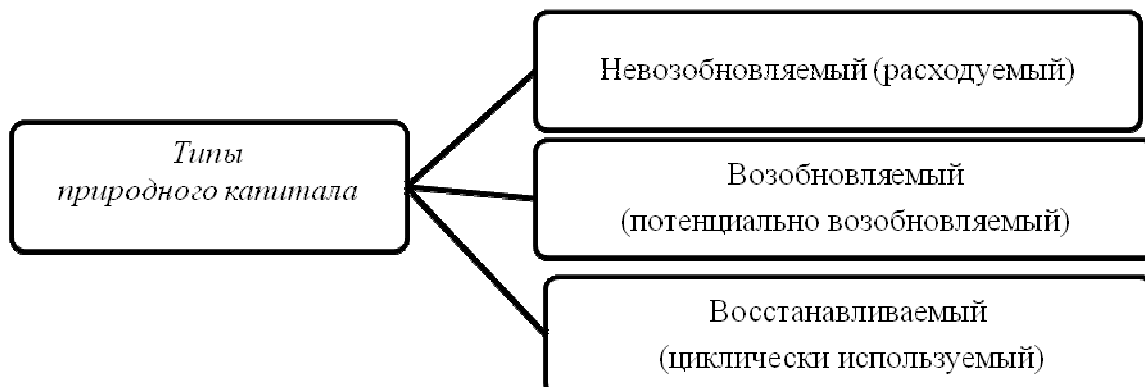 Типы
природного капитала
Невозобновляемый (расходуемый)
Возобновляемый
(потенциально возобновляемый)
Восстанавливаемый
(циклически используемый)